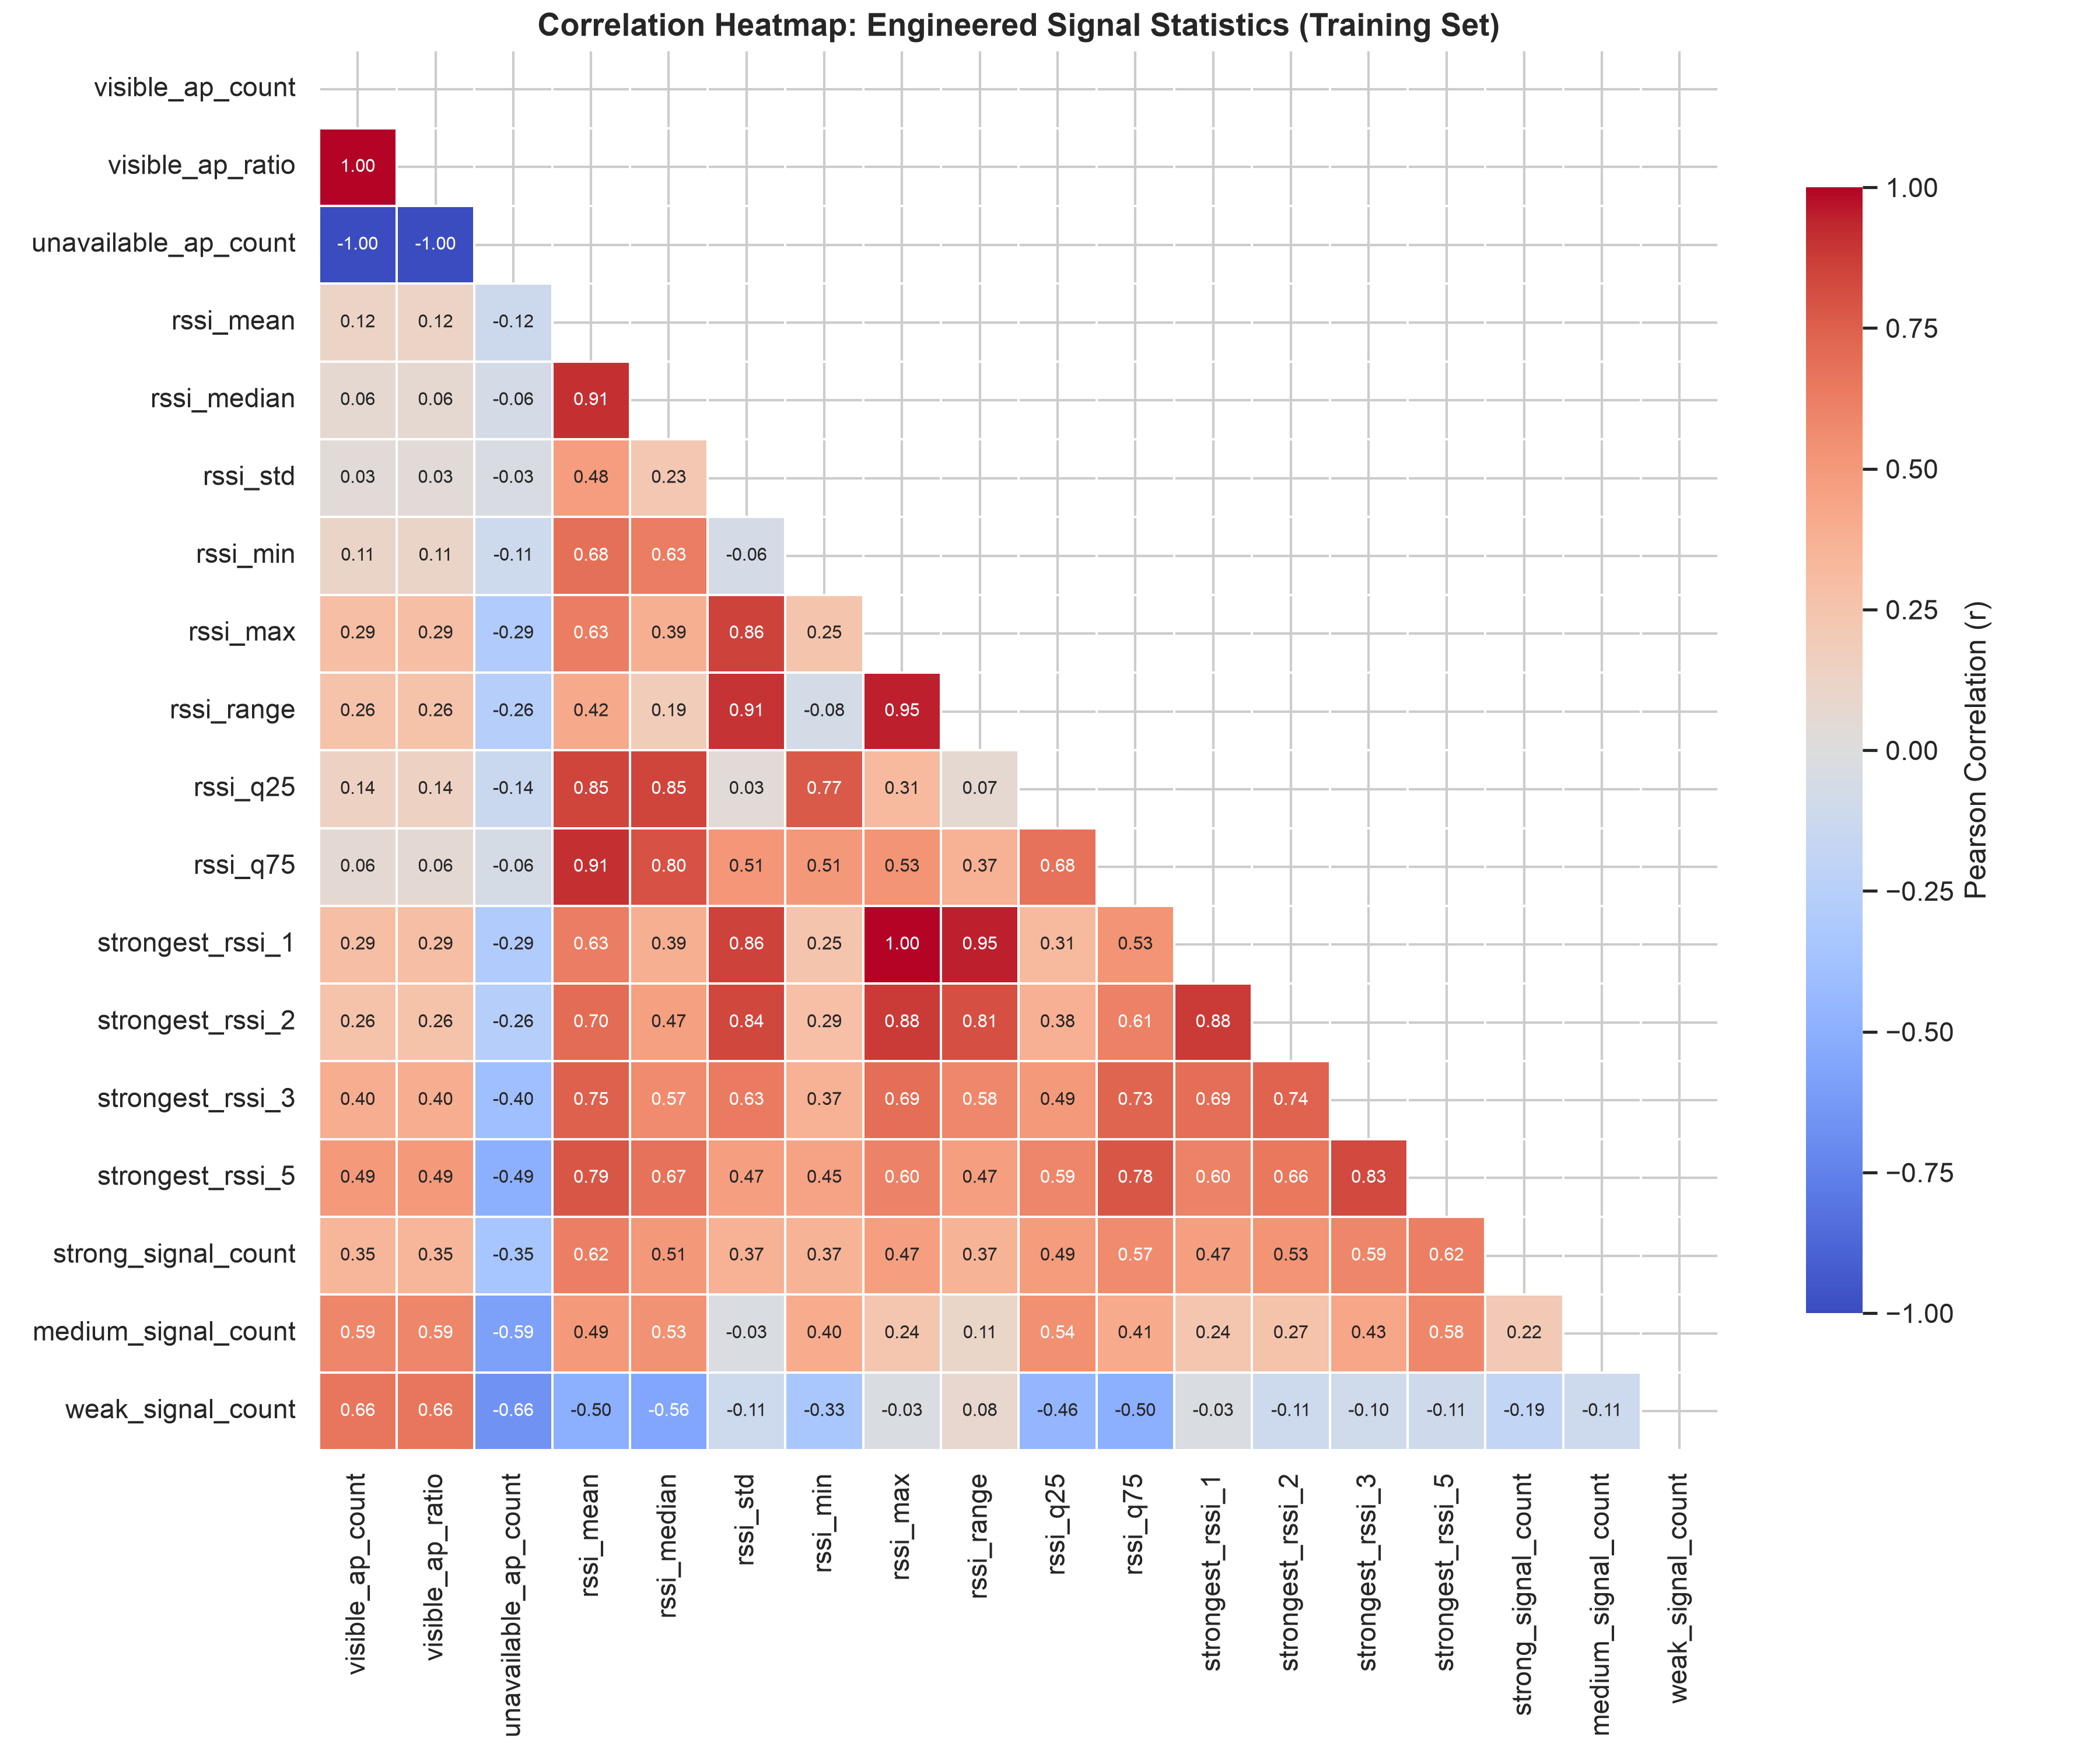 Correlation Heatmap: Engineered Signal Statistics (Training Set)
visible_ap_count
visible_ap_ratio 1.00
unavailable_ap_count -1.00 -1.00
rssi_mean 0.12 0.12 -0.12
rssi_median 0.06 0.06 -0.06 0.91
rssi_std 0.03 0.03 -0.03 0.48 0.23
rssi_min 0.11 0.11 -0.11 0.68 0.63 -0.06
rssi_max 0.29 0.29 -0.29 0.63 0.39 0.86 0.25
rssi_range 0.26 0.26 -0.26 0.42 0.19 0.91 -0.08 0.95
rssi_q25 0.14 0.14 -0.14 0.85 0.85 0.03 0.77 0.31 0.07
rssi_q75 0.06 0.06 -0.06 0.91 0.80 0.51 0.51 0.53 0.37 0.68
strongest_rssi_1 0.29 0.29 -0.29 0.63 0.39 0.86 0.25 1.00 0.95 0.31 0.53
strongest_rssi_2 0.26 0.26 -0.26 0.70 0.47 0.84 0.29 0.88 0.81 0.38 0.61 0.88
strongest_rssi_3 0.40 0.40 -0.40 0.75 0.57 0.63 0.37 0.69 0.58 0.49 0.73 0.69 0.74
strongest_rssi_5 0.49 0.49 -0.49 0.79 0.67 0.47 0.45 0.60 0.47 0.59 0.78 0.60 0.66 0.83
strong_signal_count 0.35 0.35 -0.35 0.62 0.51 0.37 0.37 0.47 0.37 0.49 0.57 0.47 0.53 0.59 0.62
medium_signal_count 0.59 0.59 -0.59 0.49 0.53 -0.03 0.40 0.24 0.11 0.54 0.41 0.24 0.27 0.43 0.58 0.22
weak_signal_count 0.66 0.66 -0.66 -0.50 -0.56 -0.11 -0.33 -0.03 0.08 -0.46 -0.50 -0.03 -0.11 -0.10 -0.11 -0.19 -0.11
visible_ap_count
visible_ap_ratio
unavailable_ap_count
rssi_mean
rssi_median
rssi_std
rssi_min
rssi_max
rssi_range
rssi_q25
rssi_q75
strongest_rssi_1
strongest_rssi_2
strongest_rssi_3
strongest_rssi_5
strong_signal_count
medium_signal_count
weak_signal_count
1.00
0.75
0.50
0.25
0.00
−0.25
−0.50
−0.75
−1.00
Pearson Correlation (r)